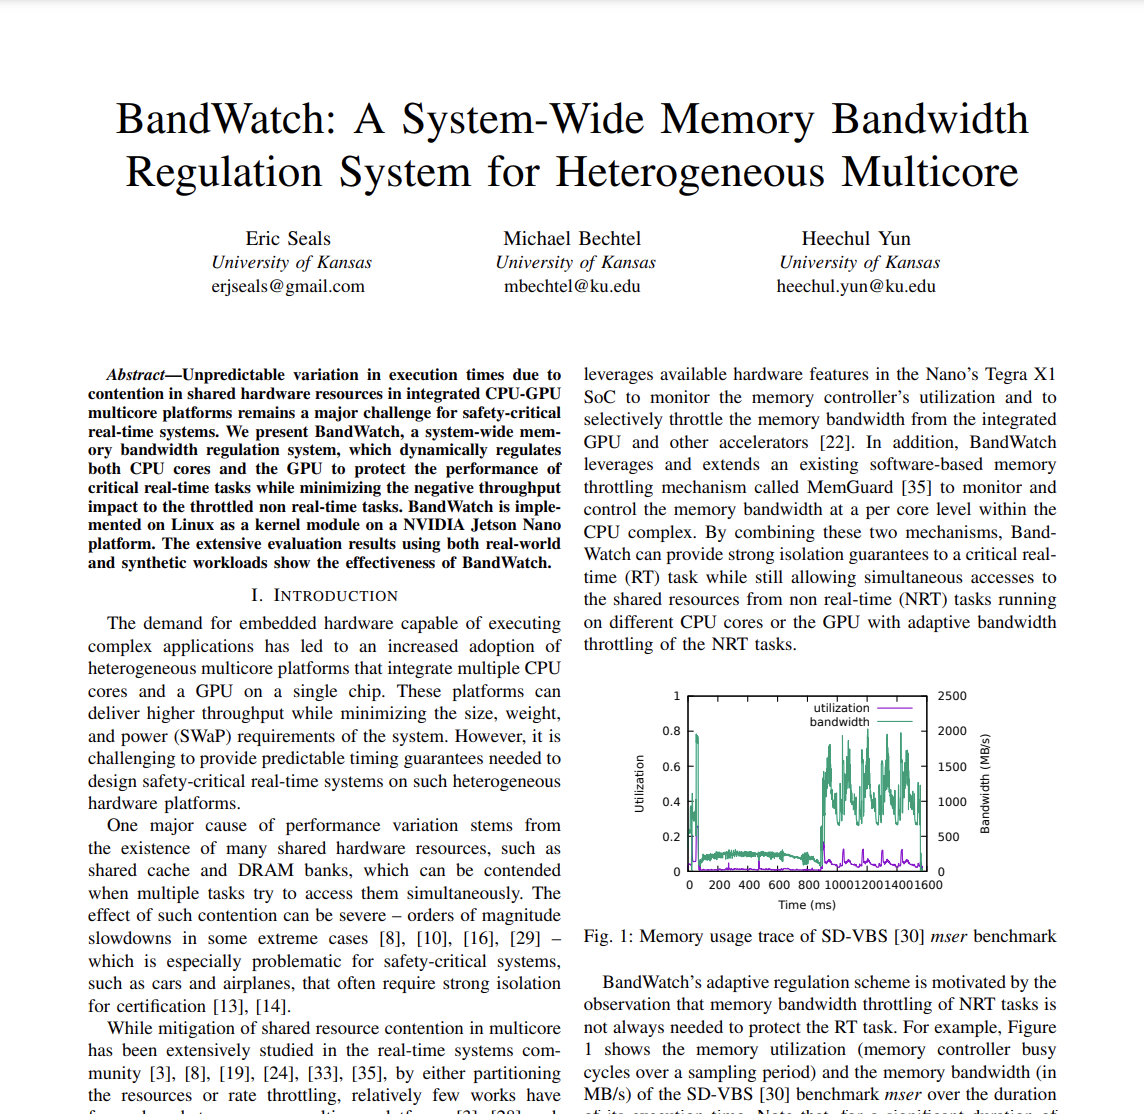 BandWatch: A System-Wide Memory Bandwidth
Regulation System for Heterogeneous Multicore
Eric Seals
University of Kansas
erjseals@gmail.com
Michael Bechtel
University of Kansas
mbechtel@ku.edu
Heechul Yun
University of Kansas
heechul.yun@ku.edu
Abstract—Unpredictable variation in execution times due to
contention in shared hardware resources in integrated CPU-GPU
multicore platforms remains a major challenge for safety-critical
real-time systems. We present BandWatch, a system-wide mem-
ory bandwidth regulation system, which dynamically regulates
both CPU cores and the GPU to protect the performance of
critical real-time tasks while minimizing the negative throughput
impact to the throttled non real-time tasks. BandWatch is imple-
mented on Linux as a kernel module on a NVIDIA Jetson Nano
platform. The extensive evaluation results using both real-world
and synthetic workloads show the effectiveness of BandWatch.
I. INTRODUCTION
The demand for embedded hardware capable of executing
complex applications has led to an increased adoption of
heterogeneous multicore platforms that integrate multiple CPU
cores and a GPU on a single chip. These platforms can
deliver higher throughput while minimizing the size, weight,
and power (SWaP) requirements of the system. However, it is
challenging to provide predictable timing guarantees needed to
design safety-critical real-time systems on such heterogeneous
hardware platforms.
One major cause of performance variation stems from
the existence of many shared hardware resources, such as
shared cache and DRAM banks, which can be contended
when multiple tasks try to access them simultaneously. The
effect of such contention can be severe – orders of magnitude
slowdowns in some extreme cases [8], [10], [16], [29] –
which is especially problematic for safety-critical systems,
such as cars and airplanes, that often require strong isolation
for certification [13], [14].
While mitigation of shared resource contention in multicore
has been extensively studied in the real-time systems com-
munity [3], [8], [19], [24], [33], [35], by either partitioning
the resources or rate throttling, relatively few works have
leverages available hardware features in the Nano's Tegra X1
SoC to monitor the memory controller's utilization and to
selectively throttle the memory bandwidth from the integrated
GPU and other accelerators [22]. In addition, BandWatch
leverages and extends an existing software-based memory
throttling mechanism called MemGuard [35] to monitor and
control the memory bandwidth at a per core level within the
CPU complex. By combining these two mechanisms, Band-
Watch can provide strong isolation guarantees to a critical real-
time (RT) task while still allowing simultaneous accesses to
the shared resources from non real-time (NRT) tasks running
on different CPU cores or the GPU with adaptive bandwidth
throttling of the NRT tasks.
utilization
bandwidth
1
0.8
0.6
0.4
0.2
0
Utilization
2500
2000
1500
1000
500
0
Bandwidth (MB/s)
0 200 400 600 800 1000 1200 1400 1600
Time (ms)
Fig. 1: Memory usage trace of SD-VBS [30] mser benchmark
BandWatch's adaptive regulation scheme is motivated by the
observation that memory bandwidth throttling of NRT tasks is
not always needed to protect the RT task. For example, Figure
1 shows the memory utilization (memory controller busy
cycles over a sampling period) and the memory bandwidth (in
MB/s) of the SD-VBS [30] benchmark mser over the duration